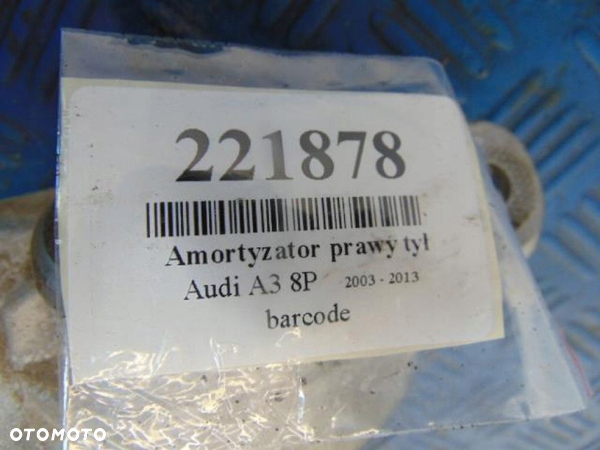 221878
Amortyzator prawy tył
Audi A3 8P 2003 - 2013
barcode
OTOMOTO